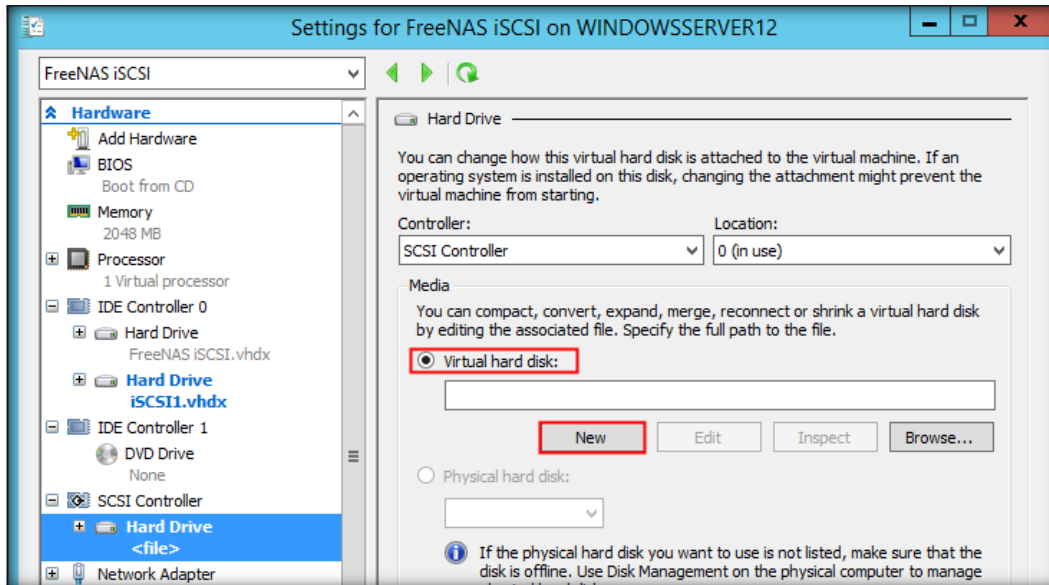 Settings for FreeNAS iSCSI on WINDOWSSERVER12
FreeNAS iSCSI
Hardware
Add Hardware
BIOS
Boot from CD
Memory
2048 MB
Processor
1 Virtual processor
IDE Controller 0
Hard Drive
FreeNAS iSCSI.vhdx
Hard Drive
iSCSI1.vhdx
IDE Controller 1
DVD Drive
None
SCSI Controller
Hard Drive
<file>
Network Adapter
Hard Drive
You can change how this virtual hard disk is attached to the virtual machine. If an
operating system is installed on this disk, changing the attachment might prevent the
virtual machine from starting.
Controller: Location:
SCSI Controller 0 (in use)
Media
You can compact, convert, expand, merge, reconnect or shrink a virtual hard disk
by editing the associated file. Specify the full path to the file.
Virtual hard disk:
New Edit Inspect Browse...
Physical hard disk:
If the physical hard disk you want to use is not listed, make sure that the
disk is offline. Use Disk Management on the physical computer to manage